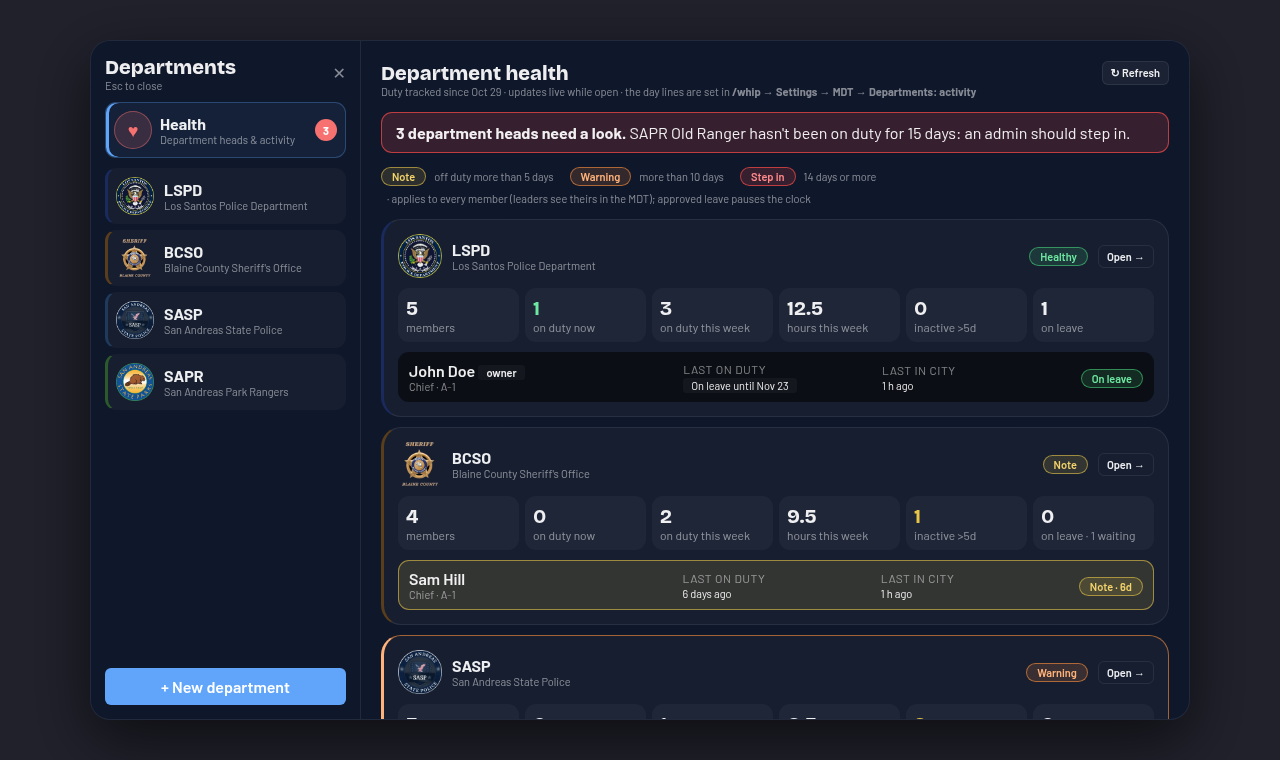 Departments
Esc to close
✕
♥
Health
Department heads & activity
3
LSPD
Los Santos Police Department
SHERIFF
BLAINE COUNTY
BCSO
Blaine County Sheriff's Office
SASP
San Andreas State Police
SAPR
San Andreas Park Rangers
+ New department
Department health
Duty tracked since Oct 29 · updates live while open · the day lines are set in /whip → Settings → MDT → Departments: activity
↻ Refresh
3 department heads need a look. SAPR Old Ranger hasn't been on duty for 15 days: an admin should step in.
Note off duty more than 5 days Warning more than 10 days Step in 14 days or more
· applies to every member (leaders see theirs in the MDT); approved leave pauses the clock
LSPD
Los Santos Police Department
Healthy
Open →
5 1 3 12.5 0 1
members on duty now on duty this week hours this week inactive >5d on leave
John Doe owner
Chief · A-1
LAST ON DUTY
On leave until Nov 23
LAST IN CITY
1 h ago
On leave
SHERIFF
BLAINE COUNTY
BCSO
Blaine County Sheriff's Office
Note
Open →
4 0 2 9.5 1 0
members on duty now on duty this week hours this week inactive >5d on leave · 1 waiting
Sam Hill
Chief · A-1
LAST ON DUTY
6 days ago
LAST IN CITY
1 h ago
Note · 6d
SAN ANDREAS
SASP
STATE POLICE
SASP
San Andreas State Police
Warning
Open →